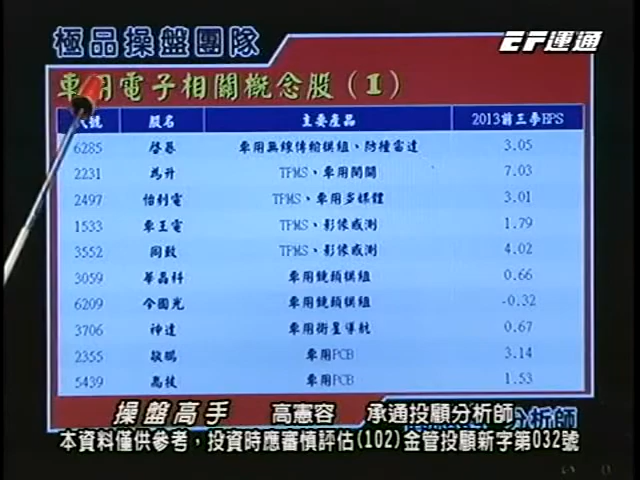 極品操盤團隊
EF運通
車用電子相關概念股(I)
代號 股名 主要產品 2013前三季EPS
6285 啓碁 車用無線傳輸模組、防撞雷達 3.05
2231 為升 TPMS、車用開關 7.03
2497 怡利電 TPMS、車用多媒體 3.01
1533 車王電 TPMS、影像感測 1.79
3552 同致 TPMS、影像感測 4.02
3059 華晶科 車用鏡頭模組 0.66
6209 今國光 車用鏡頭模組 -0.32
3706 神達 車用衛星導航 0.67
2355 敬鵬 車用PCB 3.14
5439 高技 車用PCB 1.53
操盤高手 高憲容 承通投顧分析師
分析師
本資料僅供參考，投資時應審慎評估(102)金管投顧新字第032號